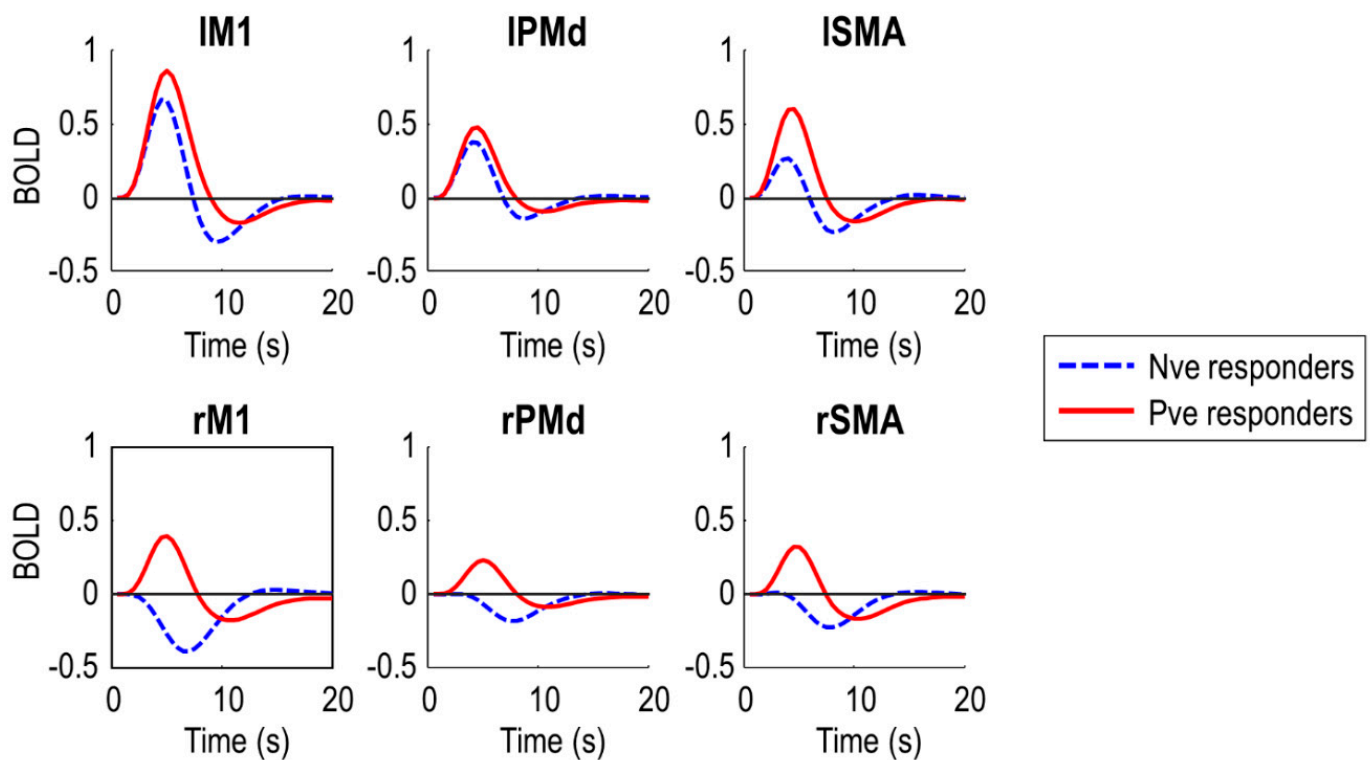 lM1 lPMd lSMA
1 1 1
0.5 0.5 0.5
BOLD
0 0 0
-0.5 -0.5 -0.5
0 10 20 0 10 20 0 10 20
Time (s) Time (s) Time (s)
Nve responders
Pve responders
rM1 rPMd rSMA
1 1 1
0.5 0.5 0.5
BOLD
0 0 0
-0.5 -0.5 -0.5
0 10 20 0 10 20 0 10 20
Time (s) Time (s) Time (s)